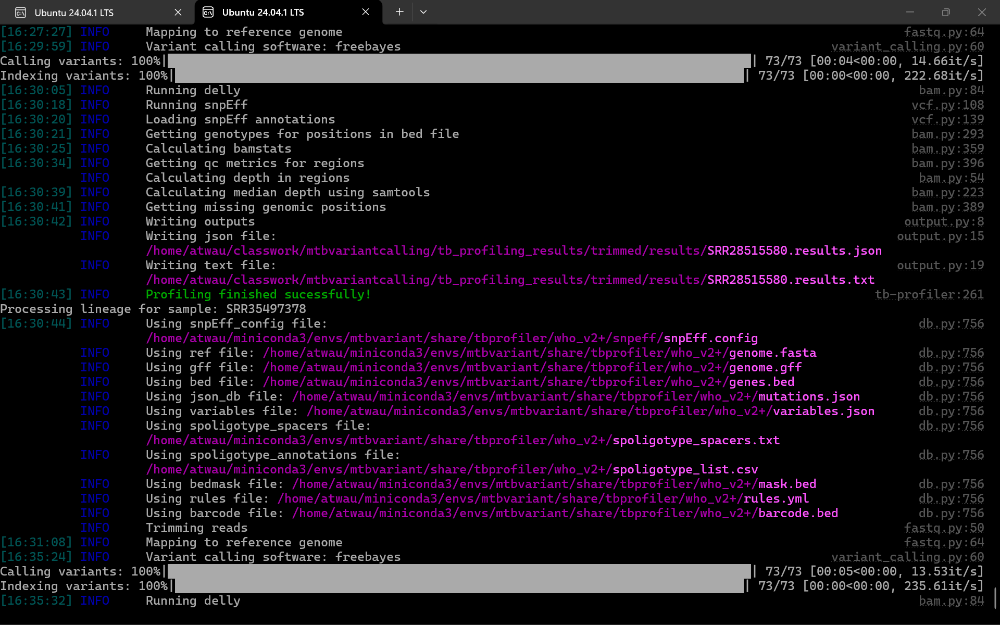 Ubuntu 24.04.1 LTS
Ubuntu 24.04.1 LTS
[16:27:27] INFO Mapping to reference genome fastq.py:64
[16:29:59] INFO Variant calling software: freebayes variant_calling.py:60
Calling variants: 100%| | 73/73 [00:04<00:00, 14.66it/s]
Indexing variants: 100%| | 73/73 [00:00<00:00, 222.68it/s]
[16:30:05] INFO Running delly bam.py:84
[16:30:18] INFO Running snpEff vcf.py:108
[16:30:20] INFO Loading snpEff annotations vcf.py:139
[16:30:21] INFO Getting genotypes for positions in bed file bam.py:293
[16:30:25] INFO Calculating bamstats bam.py:359
[16:30:34] INFO Getting qc metrics for regions bam.py:396
INFO Calculating depth in regions bam.py:54
[16:30:39] INFO Calculating median depth using samtools bam.py:223
[16:30:41] INFO Getting missing genomic positions bam.py:389
[16:30:42] INFO Writing outputs output.py:8
INFO Writing json file: output.py:15
/home/atwau/classwork/mtbvariantcalling/tb_profiling_results/trimmed/results/SRR28515580.results.json
INFO Writing text file: output.py:19
/home/atwau/classwork/mtbvariantcalling/tb_profiling_results/trimmed/results/SRR28515580.results.txt
[16:30:43] INFO Profiling finished sucessfully! tb-profiler:261
Processing lineage for sample: SRR35497378
[16:30:44] INFO Using snpEff_config file: db.py:756
/home/atwau/miniconda3/envs/mtbvariant/share/tbprofiler/who_v2+/snpeff/snpEff.config
INFO Using ref file: /home/atwau/miniconda3/envs/mtbvariant/share/tbprofiler/who_v2+/genome.fasta db.py:756
INFO Using gff file: /home/atwau/miniconda3/envs/mtbvariant/share/tbprofiler/who_v2+/genome.gff db.py:756
INFO Using bed file: /home/atwau/miniconda3/envs/mtbvariant/share/tbprofiler/who_v2+/genes.bed db.py:756
INFO Using json_db file: /home/atwau/miniconda3/envs/mtbvariant/share/tbprofiler/who_v2+/mutations.json db.py:756
INFO Using variables file: /home/atwau/miniconda3/envs/mtbvariant/share/tbprofiler/who_v2+/variables.json db.py:756
INFO Using spoligotype_spacers file: db.py:756
/home/atwau/miniconda3/envs/mtbvariant/share/tbprofiler/who_v2+/spoligotype_spacers.txt
INFO Using spoligotype_annotations file: db.py:756
/home/atwau/miniconda3/envs/mtbvariant/share/tbprofiler/who_v2+/spoligotype_list.csv
INFO Using bedmask file: /home/atwau/miniconda3/envs/mtbvariant/share/tbprofiler/who_v2+/mask.bed db.py:756
INFO Using rules file: /home/atwau/miniconda3/envs/mtbvariant/share/tbprofiler/who_v2+/rules.yml db.py:756
INFO Using barcode file: /home/atwau/miniconda3/envs/mtbvariant/share/tbprofiler/who_v2+/barcode.bed db.py:756
INFO Trimming reads fastq.py:50
[16:31:08] INFO Mapping to reference genome fastq.py:64
[16:35:24] INFO Variant calling software: freebayes variant_calling.py:60
Calling variants: 100%| | 73/73 [00:05<00:00, 13.53it/s]
Indexing variants: 100%| | 73/73 [00:00<00:00, 235.61it/s]
[16:35:32] INFO Running delly bam.py:84